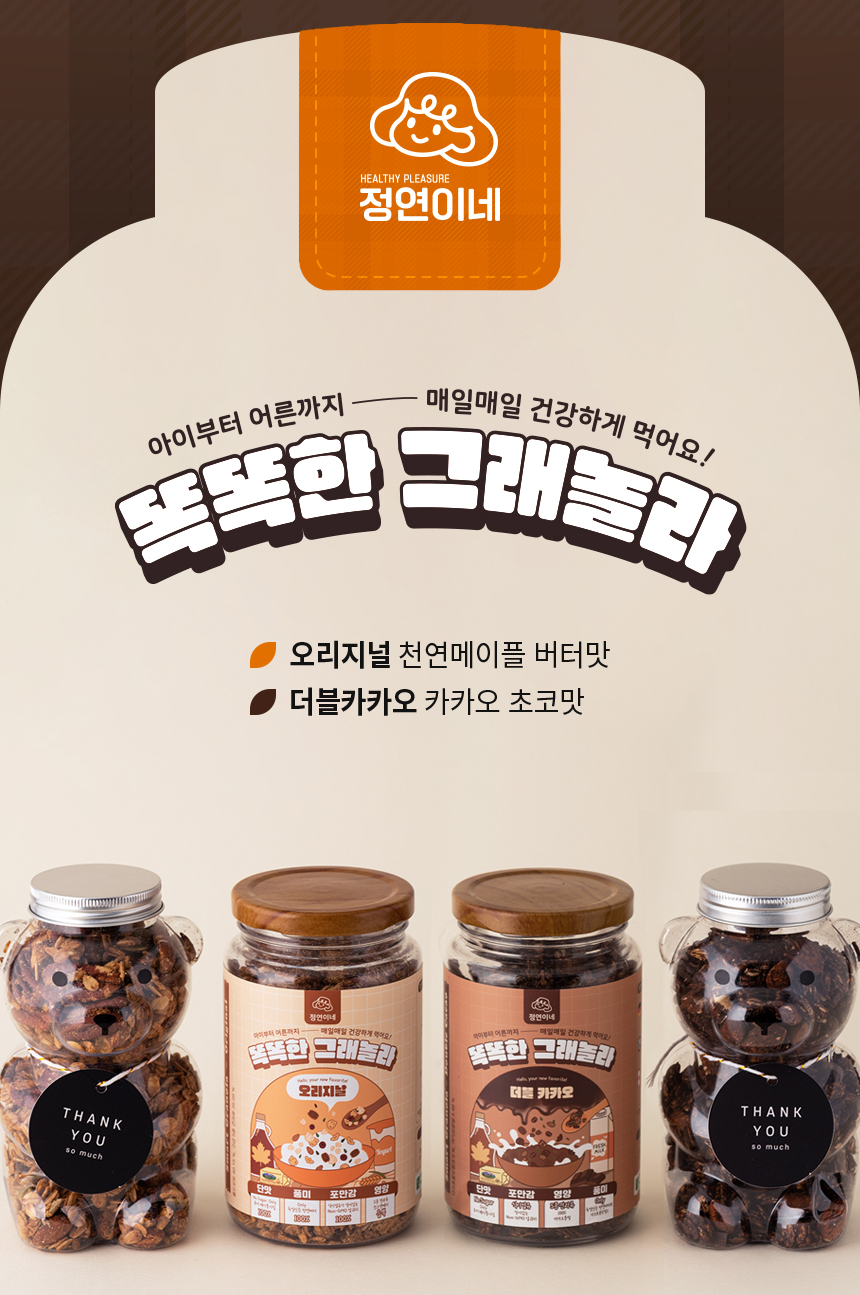 HEALTHY PLEASURE
정연이네
아이부터 어른까지 매일매일 건강하게 먹어요!
똑똑한 그래놀라
오리지널 천연메이플 버터맛
더블카카오 카카오 초코맛
THANK
YOU
so much
정연이네
아이부터 어른까지 매일매일 건강하게 먹어요!
똑똑한 그래놀라
Hello, your new favorite!
오리지널
Yogurt
단맛 풍미 포만감 영양
100% 100% 100%
정연이네
아이부터 어른까지 매일매일 건강하게 먹어요!
똑똑한 그래놀라
Hello, your new favorite!
더블 카카오
FRESH
MILK
단맛 포만감 영양 풍미
THANK
YOU
so much